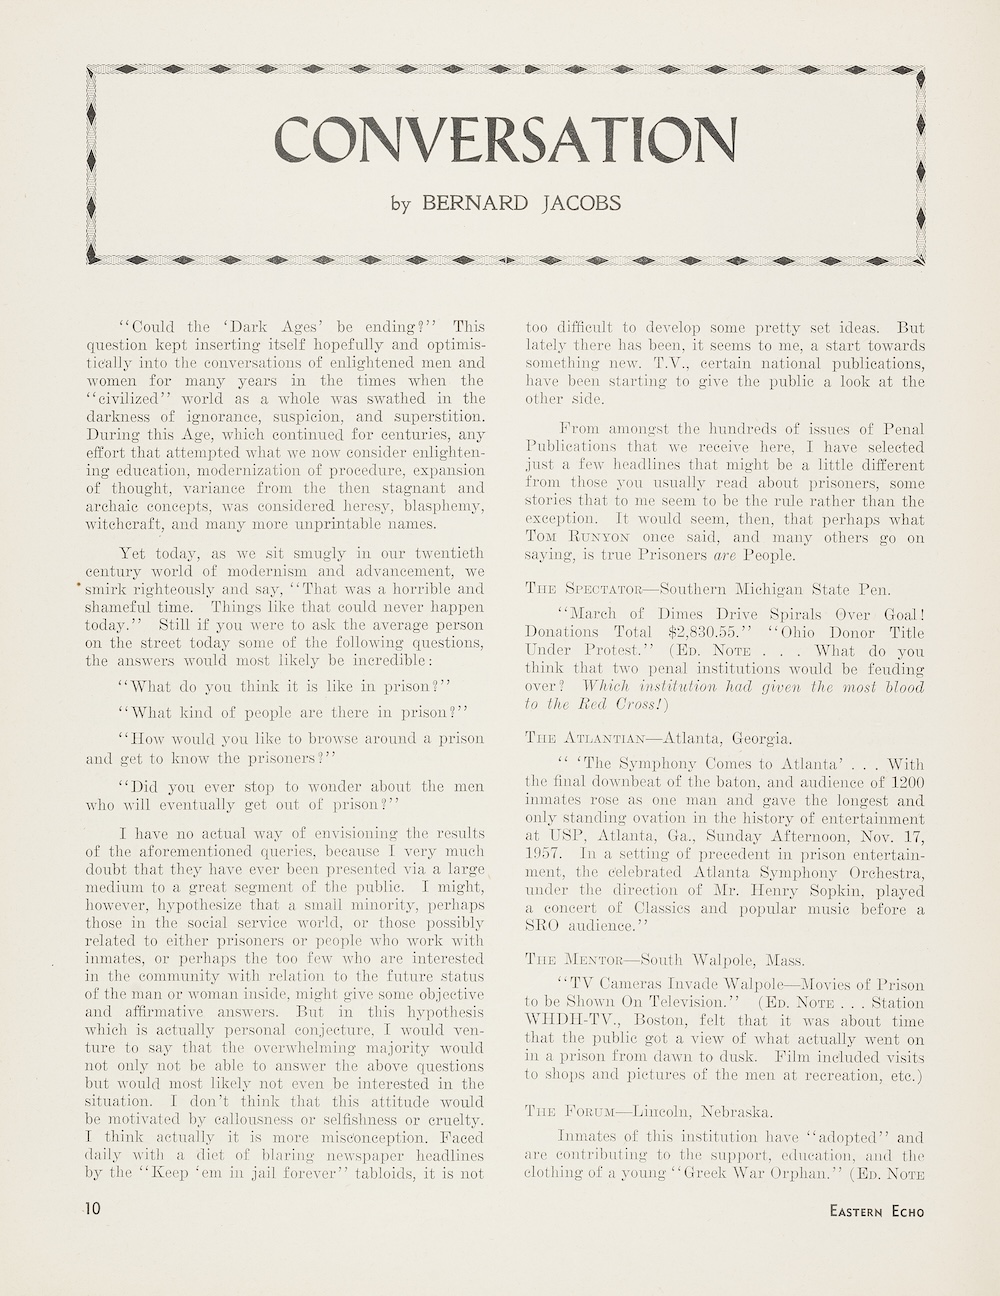 CONVERSATION
by BERNARD JACOBS
"Could the 'Dark Ages' be ending?" This
question kept inserting itself hopefully and optimis-
tically into the conversations of enlightened men and
women for many years in the times when the
"civilized" world as a whole was swathed in the
darkness of ignorance, suspicion, and superstition.
During this Age, which continued for centuries, any
effort that attempted what we now consider enlighten-
ing education, modernization of procedure, expansion
of thought, variance from the then stagnant and
archaic concepts, was considered heresy, blasphemy,
witchcraft, and many more unprintable names.
Yet today, as we sit smugly in our twentieth
century world of modernism and advancement, we
smirk righteously and say, "That was a horrible and
shameful time. Things like that could never happen
today." Still if you were to ask the average person
on the street today some of the following questions,
the answers would most likely be incredible:
"What do you think it is like in prison?"
"What kind of people are there in prison?"
"How would you like to browse around a prison
and get to know the prisoners?"
"Did you ever stop to wonder about the men
who will eventually get out of prison?"
I have no actual way of envisioning the results
of the aforementioned queries, because I very much
doubt that they have ever been presented via a large
medium to a great segment of the public. I might,
however, hypothesize that a small minority, perhaps
those in the social service world, or those possibly
related to either prisoners or people who work with
inmates, or perhaps the too few who are interested
in the community with relation to the future status
of the man or woman inside, might give some objective
and affirmative answers. But in this hypothesis
which is actually personal conjecture, I would ven-
ture to say that the overwhelming majority would
not only not be able to answer the above questions
but would most likely not even be interested in the
situation. I don't think that this attitude would
be motivated by callousness or selfishness or cruelty.
I think actually it is more misconception. Faced
daily with a diet of blaring newspaper headlines
by the "Keep 'em in jail forever" tabloids, it is not
too difficult to develop some pretty set ideas. But
lately there has been, it seems to me, a start towards
something new. T.V., certain national publications,
have been starting to give the public a look at the
other side.
From amongst the hundreds of issues of Penal
Publications that we receive here, I have selected
just a few headlines that might be a little different
from those you usually read about prisoners, some
stories that to me seem to be the rule rather than the
exception. It would seem, then, that perhaps what
TOM RUNYON once said, and many others go on
saying, is true Prisoners are People.
THE SPECTATOR—Southern Michigan State Pen.
"March of Dimes Drive Spirals Over Goal!
Donations Total $2,830.55." "Ohio Donor Title
Under Protest." (ED. NOTE . . . What do you
think that two penal institutions would be feuding
over? Which institution had given the most blood
to the Red Cross!)
THE ATLANTIAN—Atlanta, Georgia.
" 'The Symphony Comes to Atlanta' . . . With
the final downbeat of the baton, and audience of 1200
inmates rose as one man and gave the longest and
only standing ovation in the history of entertainment
at USP, Atlanta, Ga., Sunday Afternoon, Nov. 17,
1957. In a setting of precedent in prison entertain-
ment, the celebrated Atlanta Symphony Orchestra,
under the direction of Mr. Henry Sopkin, played
a concert of Classics and popular music before a
SRO audience."
THE MENTOR—South Walpole, Mass.
"TV Cameras Invade Walpole—Movies of Prison
to be Shown On Television." (ED. NOTE . . . Station
WHDH-TV., Boston, felt that it was about time
that the public got a view of what actually went on
in a prison from dawn to dusk. Film included visits
to shops and pictures of the men at recreation, etc.)
THE FORUM—Lincoln, Nebraska.
Inmates of this institution have "adopted" and
are contributing to the support, education, and the
clothing of a young "Greek War Orphan." (ED. NOTE
10
EASTERN ECHO